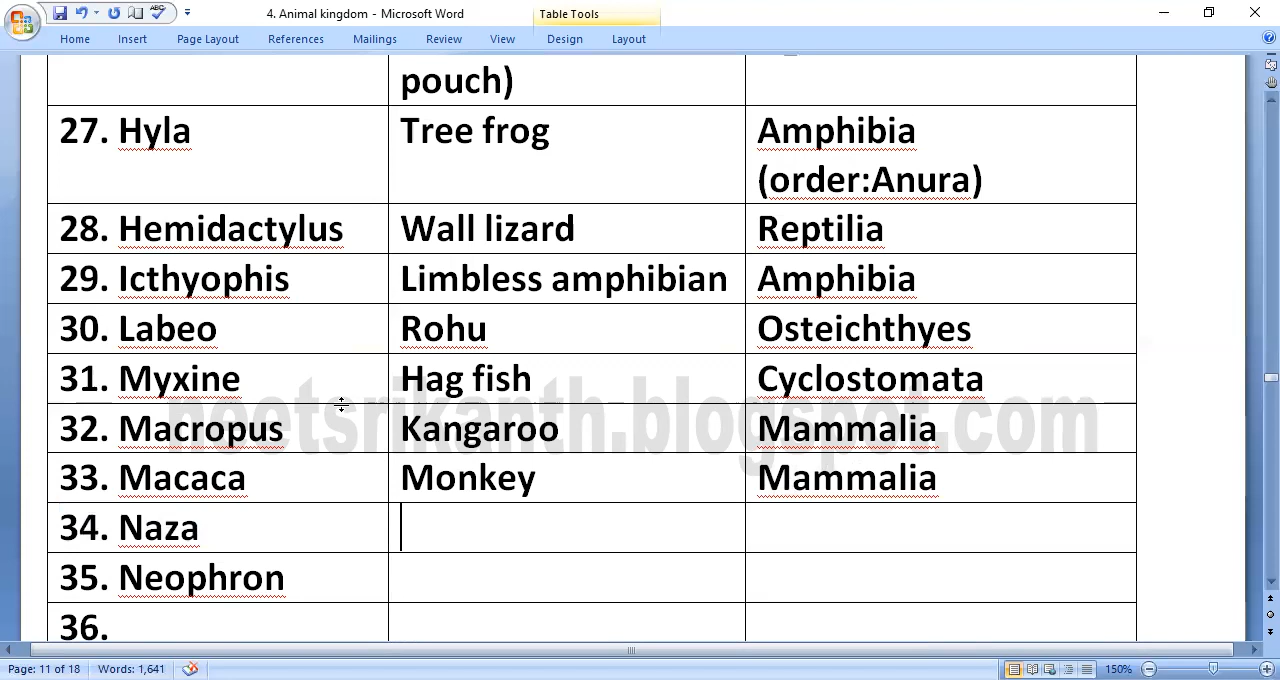 4. Animal kingdom - Microsoft Word
Table Tools
Home Insert Page Layout References Mailings Review View Design Layout
pouch)
27. Hyla Tree frog Amphibia
(order:Anura)
28. Hemidactylus Wall lizard Reptilia
29. Icthyophis Limbless amphibian Amphibia
30. Labeo Rohu Osteichthyes
31. Myxine Hag fish Cyclostomata
neetsrikanth.blogspot.com
32. Macropus Kangaroo Mammalia
33. Macaca Monkey Mammalia
34. Naza
35. Neophron
36.
Page: 11 of 18 Words: 1,641 150%